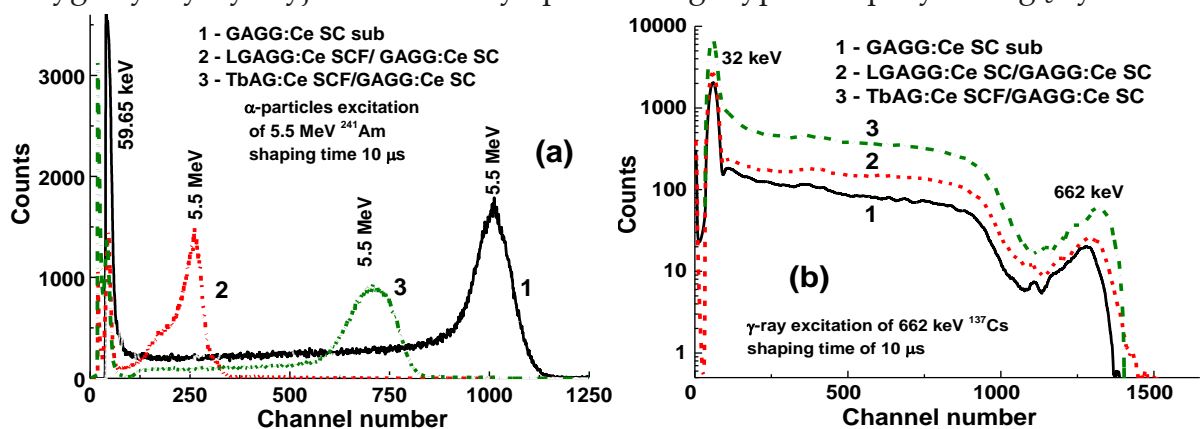 1 - GAGG:Ce SC sub
2 - LGAGG:Ce SCF/ GAGG:Ce SC
3 - TbAG:Ce SCF/GAGG:Ce SC
α-particles excitation
of 5.5 MeV ²⁴¹Am
shaping time 10 μs
(a)
59.65 keV
5.5 MeV
5.5 MeV
5.5 MeV
2
3
1
Counts
3000
2000
1000
0
0 250 500 750 1000 1250
Channel number
1 - GAGG:Ce SC sub
2 - LGAGG:Ce SC/GAGG:Ce SC
3 - TbAG:Ce SCF/GAGG:Ce SC
32 keV
3
2
1
662 keV
(b)
γ-ray excitation of 662 keV ¹³⁷Cs
shaping time of 10 μs
Counts
10000
1000
100
10
1
0 500 1000 1500
Channel number